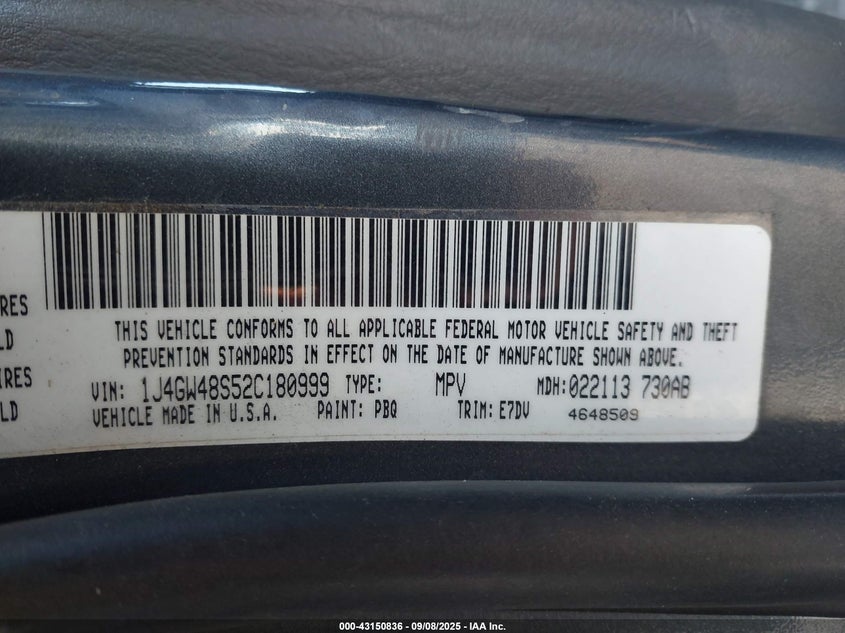 RES
LD
IRES
LD
THIS VEHICLE CONFORMS TO ALL APPLICABLE FEDERAL MOTOR VEHICLE SAFETY AND THEFT
PREVENTION STANDARDS IN EFFECT ON THE DATE OF MANUFACTURE SHOWN ABOVE.
VIN: 1J4GW48S52C180999 TYPE: MPV MDH:022113 730AB
VEHICLE MADE IN U.S.A. PAINT: PBQ TRIM: E7DV 4648509
000-43150836 - 09/08/2025 - IAA Inc.